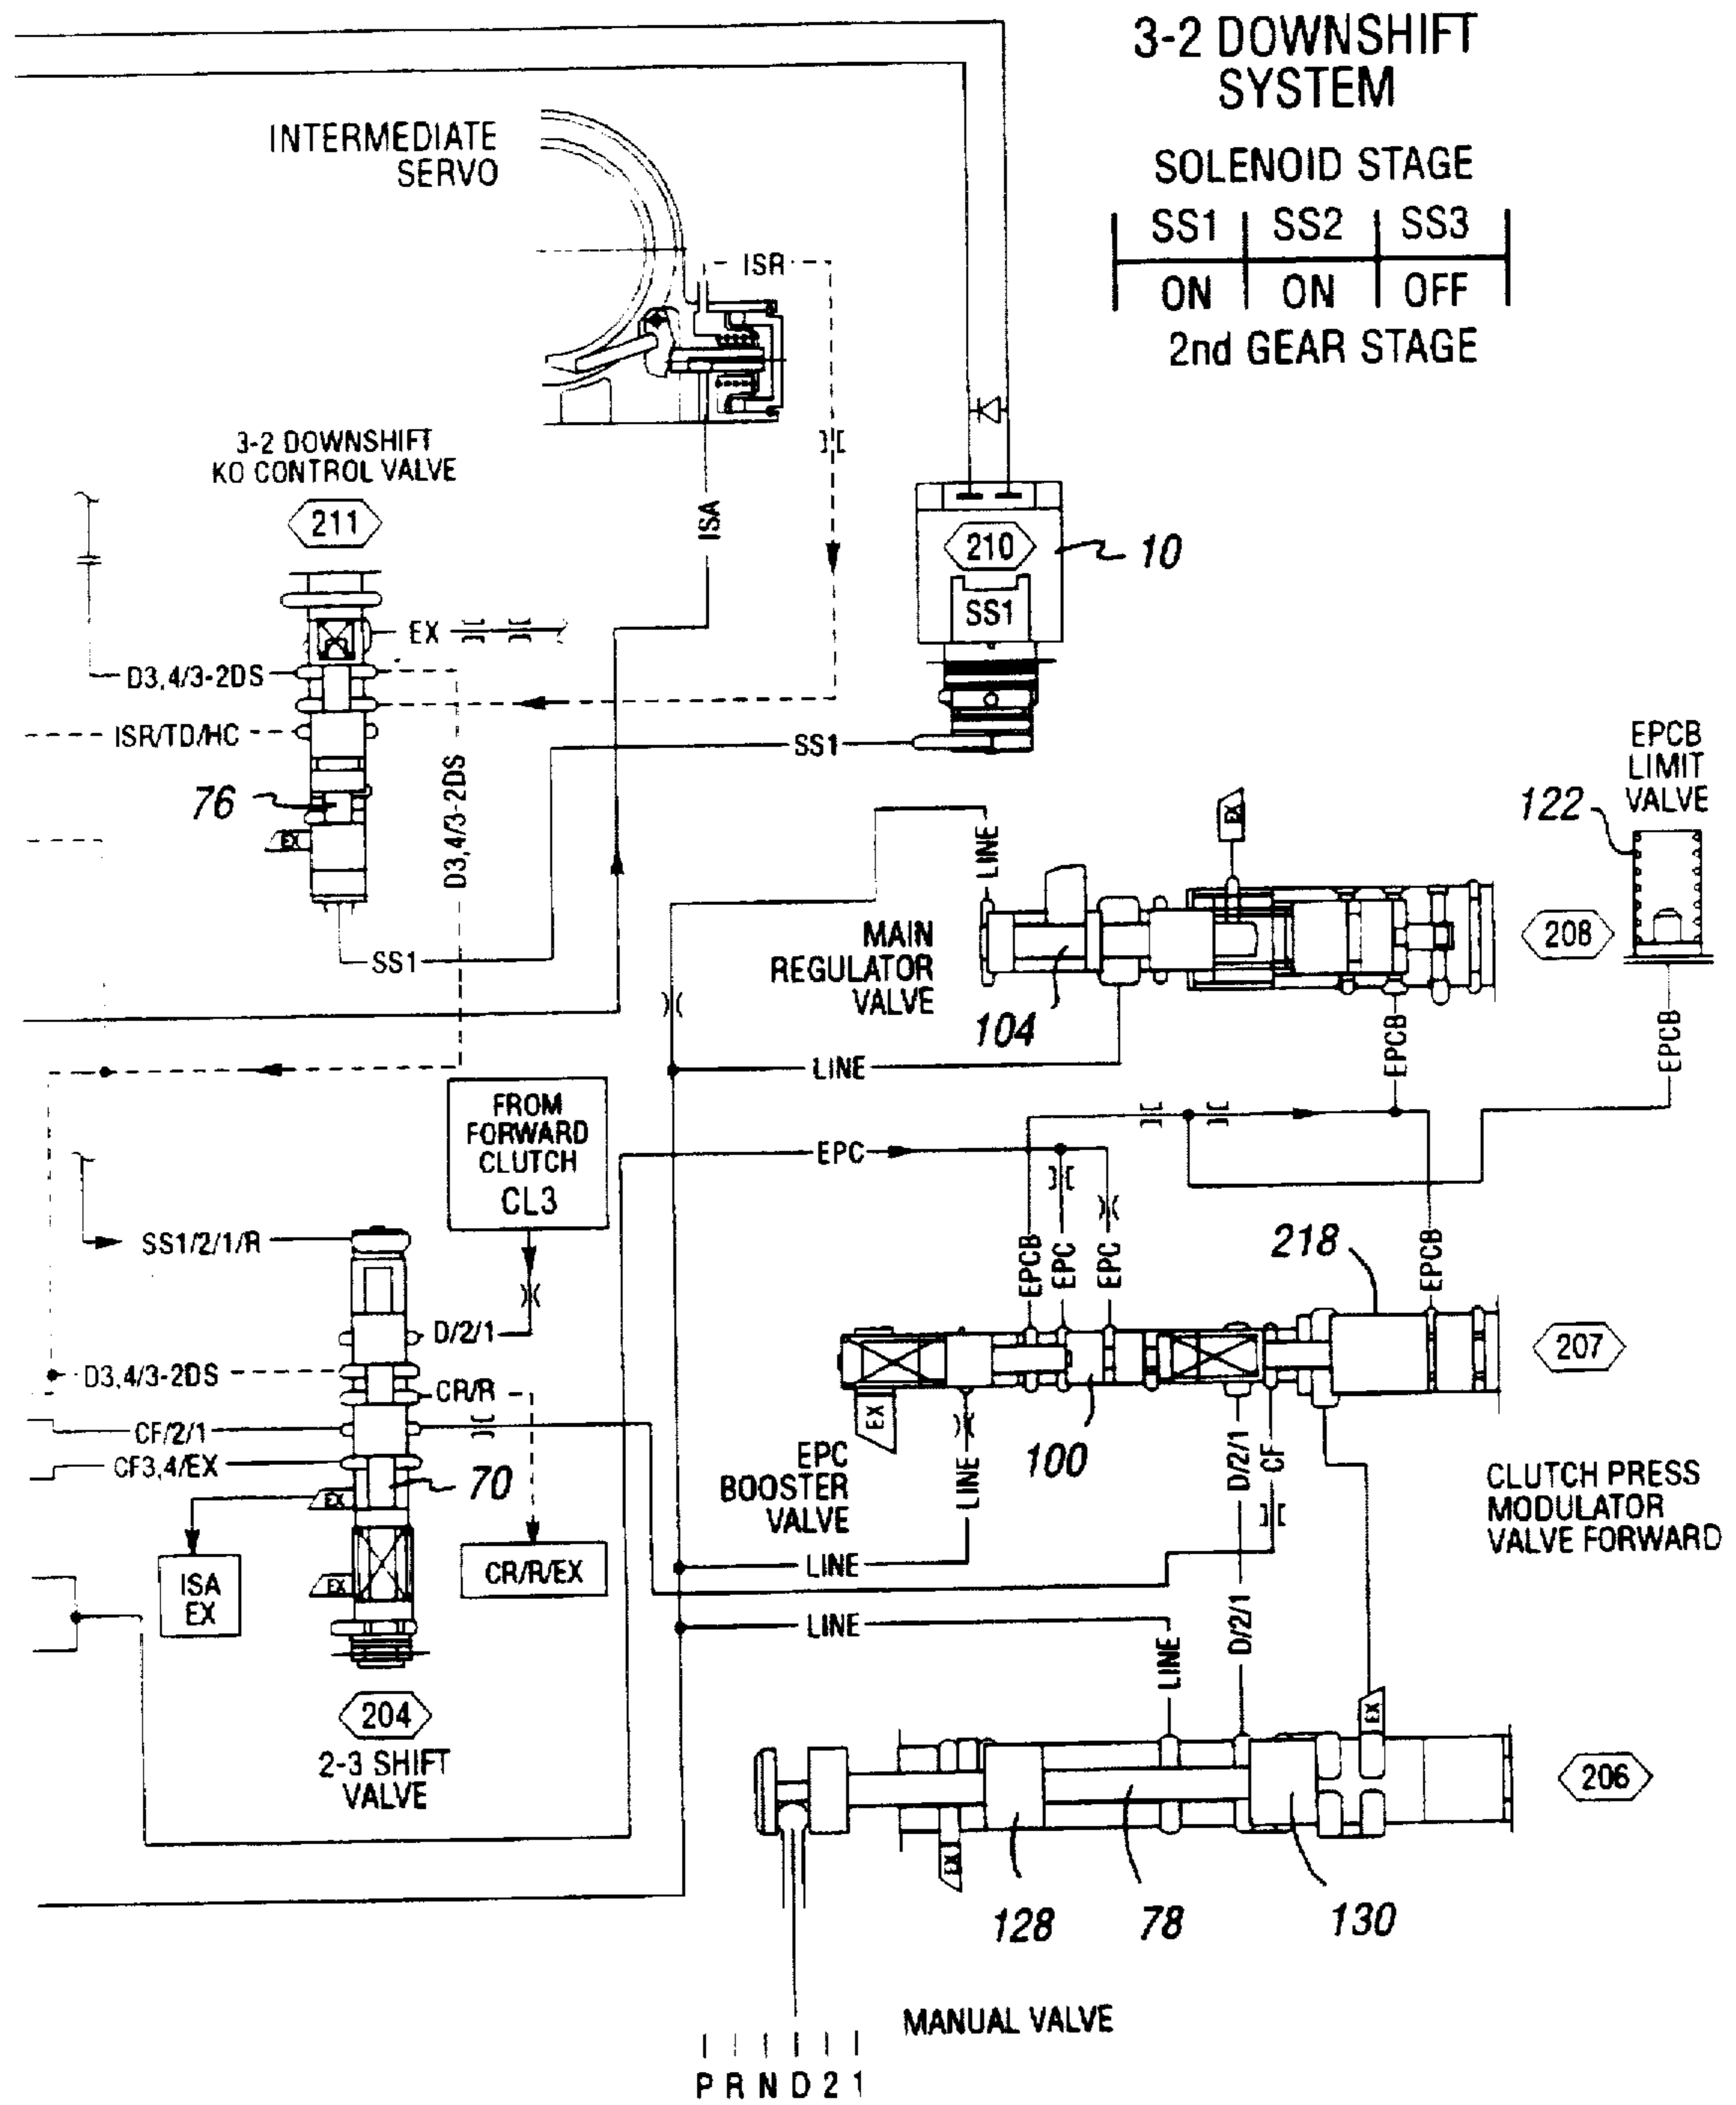 3-2 DOWNSHIFT
SYSTEM
SOLENOID STAGE
SS1 SS2 SS3
ON ON OFF
2nd GEAR STAGE
INTERMEDIATE
SERVO
ISR
3-2 DOWNSHIFT
KO CONTROL VALVE
211
ISA
210
10
SS1
EX
D3,4/3-2DS
ISR/TD/HC
SS1
76
EX
D3,4/3-2DS
SS1
EPCB
LIMIT
VALVE
122
EX
LINE
MAIN
REGULATOR
VALVE
104
208
EPCB
EPCB
LINE
FROM
FORWARD
CLUTCH
CL3
EPC
SS1/2/1/R
218
EPCB
EPC
EPC
EPCB
D/2/1
207
D3,4/3-2DS
CR/R
CF/2/1
CF3,4/EX
70
EX
EX
EPC
BOOSTER
VALVE
100
LINE
D/2/1
CF
CLUTCH PRESS
MODULATOR
VALVE FORWARD
ISA
EX
EX
CR/R/EX
LINE
LINE
LINE
D/2/1
EX
204
2-3 SHIFT
VALVE
206
EX
128
78
130
MANUAL VALVE
P R N D 2 1